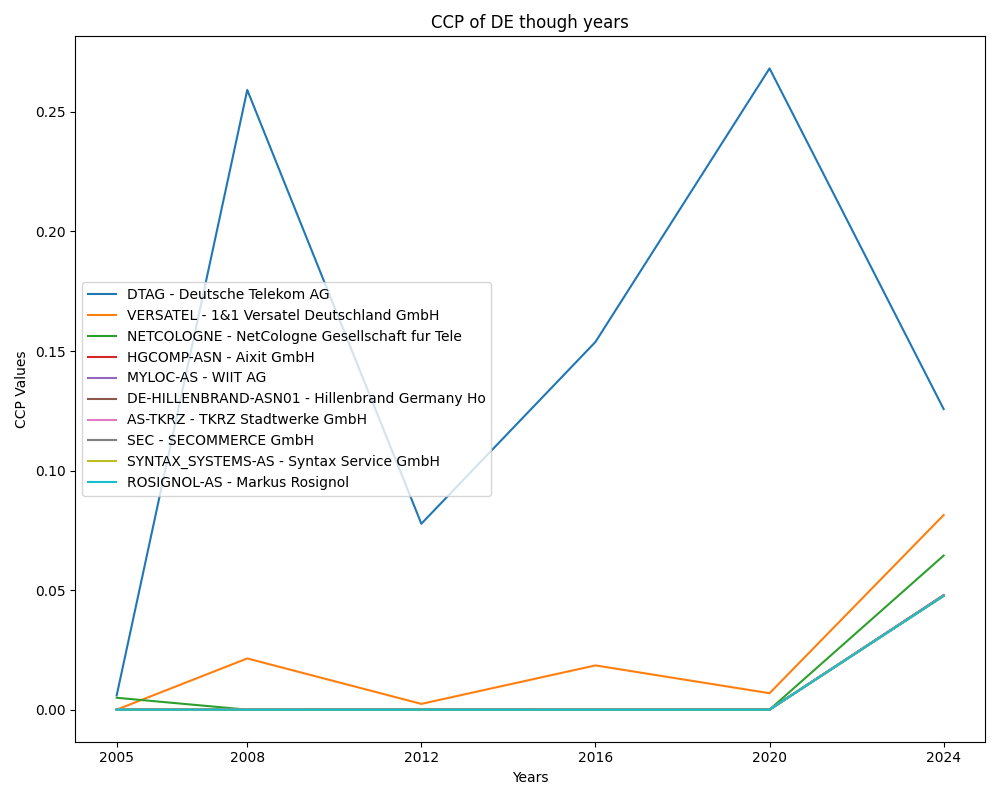 CCP of DE though years
CCP Values
0.25
0.20
0.15
0.10
0.05
0.00
DTAG - Deutsche Telekom AG
VERSATEL - 1&1 Versatel Deutschland GmbH
NETCOLOGNE - NetCologne Gesellschaft fur Tele
HGCOMP-ASN - Aixit GmbH
MYLOC-AS - WIIT AG
DE-HILLENBRAND-ASN01 - Hillenbrand Germany Ho
AS-TKRZ - TKRZ Stadtwerke GmbH
SEC - SECOMMERCE GmbH
SYNTAX_SYSTEMS-AS - Syntax Service GmbH
ROSIGNOL-AS - Markus Rosignol
2005 2008 2012 2016 2020 2024
Years